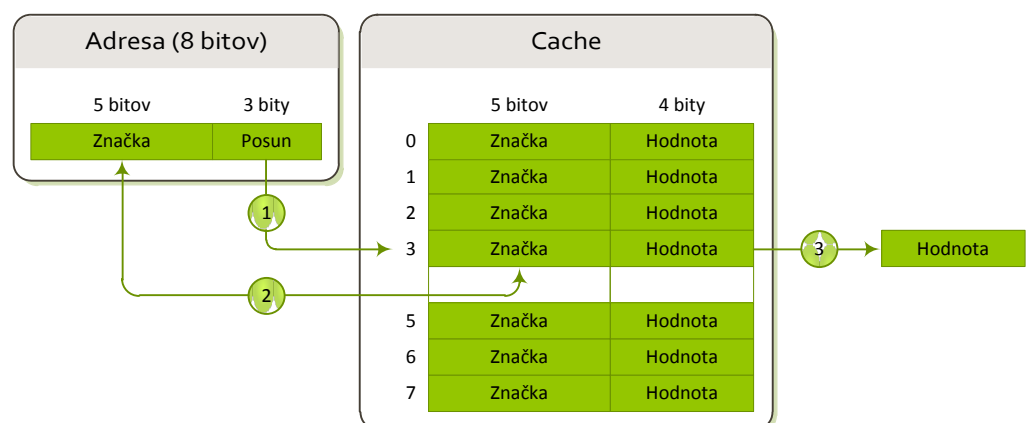 Adresa (8 bitov)
Cache
5 bitov 3 bity
5 bitov 4 bity
Značka Posun
0 Značka Hodnota
1 Značka Hodnota
1
2 Značka Hodnota
3 Značka Hodnota
3
Hodnota
2
5 Značka Hodnota
6 Značka Hodnota
7 Značka Hodnota